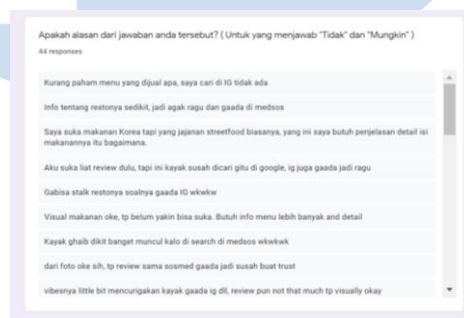 Apakah alasan dari jawaban anda tersebut? ( Untuk yang menjawab "Tidak" dan "Mungkin" )
44 responses
Kurang paham menu yang dijual apa, saya cari di IG tidak ada
Info tentang restonya sedikit, jadi agak ragu dan gaada di medsos
Saya suka makanan Korea tapi yang jajanan streetfood biasanya, yang ini saya butuh penjelasan detail isi
makanannya itu bagaimana.
Aku suka liat review dulu, tapi ini kayak susah dicari gitu di google, ig juga gaada jadi ragu
Gabisa stalk restonya soalnya gaada IG wkwkw
Visual makanan oke, tp belum yakin bisa suka. Butuh info menu lebih banyak and detail
Kayak ghaib dikit banget muncul kalo di search di medsos wkwkwk
dari foto oke sih, tp review sama sosmed gaada jadi susah buat trust
vibesnya little bit mencurigakan kayak gaada ig dll, review pun not that much tp visually okay